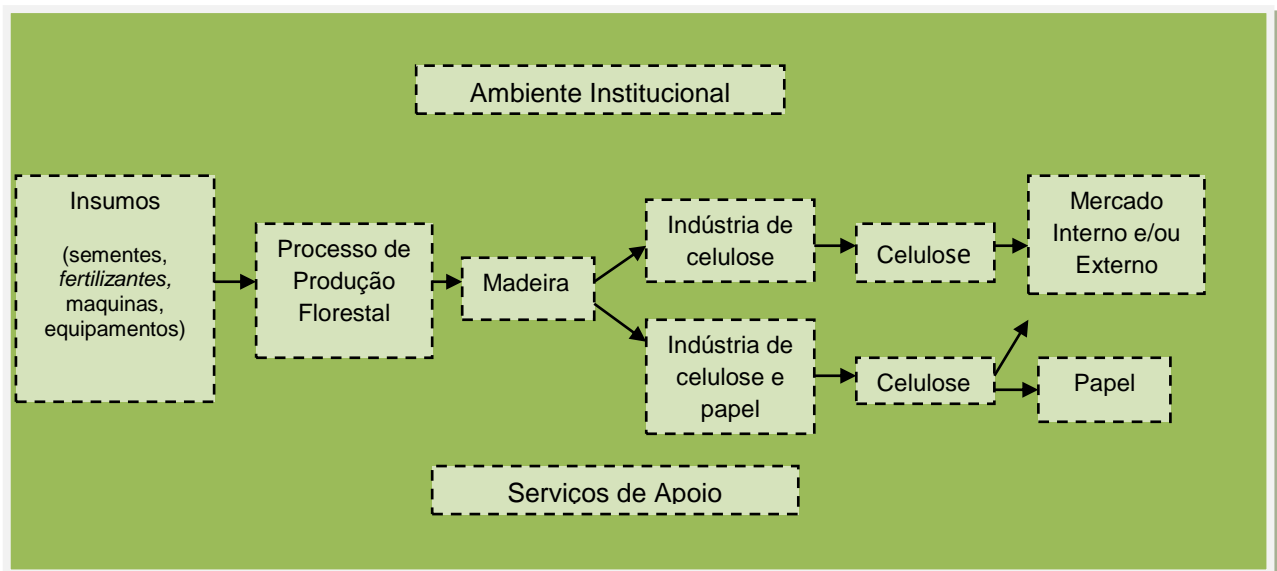 Ambiente Institucional
Insumos
(sementes,
fertilizantes,
maquinas,
equipamentos)
Processo de
Produção
Florestal
Madeira
Indústria de
celulose
Celulose
Mercado
Interno e/ou
Externo
Indústria de
celulose e
papel
Celulose
Papel
Serviços de Apoio